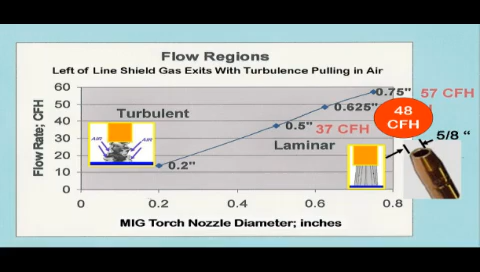 Flow Regions
Left of Line Shield Gas Exits With Turbulence Pulling in Air
Flow Rate; CFH
60
50
40
30
20
10
0
0
0.2
0.4
0.6
0.8
MIG Torch Nozzle Diameter; inches
Turbulent
AIR
AIR
Laminar
0.2"
0.5"
37 CFH
0.625"
0.75"
57 CFH
48
CFH
5/8 "